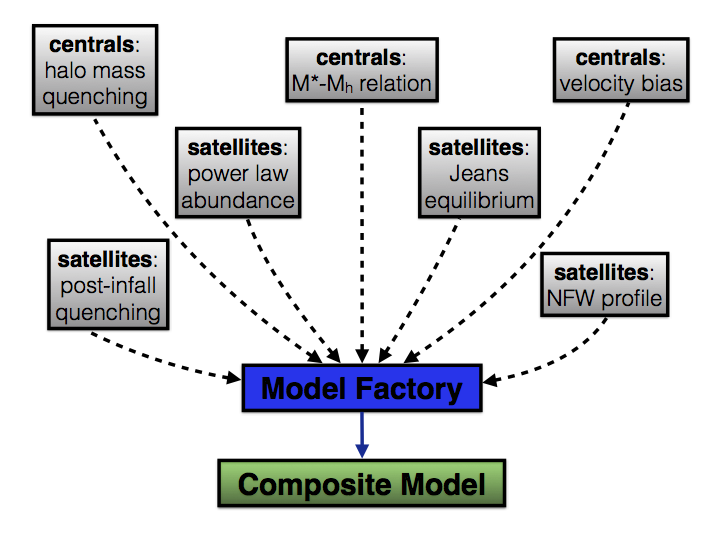 centrals:
halo mass
quenching
centrals:
M*-Mh relation
centrals:
velocity bias
satellites:
power law
abundance
satellites:
Jeans
equilibrium
satellites:
post-infall
quenching
satellites:
NFW profile
Model Factory
Composite Model